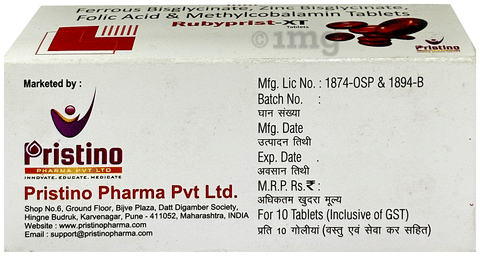 Ferrous Bisglycinate, Zinc Bisglycinate,
Folic Acid & Methylcobalamin Tablets
Rubyprist-XT
Tablets
1mg
Pristino
Marketed by :
Pristino
PHARMA PVT LTD
INNOVATE. EDUCATE. MEDICATE
Pristino Pharma Pvt Ltd.
Shop No.6, Ground Floor, Bijve Plaza, Datt Digamber Society,
Hingne Budruk, Karvenagar, Pune - 411052, Maharashtra, INDIA
Website : www.pristinopharma.com
Email : support@pristinopharma.com
Mfg. Lic No. : 1874-OSP & 1894-B
Batch No. :
घान संख्या
Mfg. Date
उत्पादन तिथी
Exp. Date .
अवसान तिथी
M.R.P. Rs.₹ :
अधिकतम खुदरा मूल्य
For 10 Tablets (Inclusive of GST)
प्रति 10 गोलीयां (वस्तु एवं सेवा कर सहित)